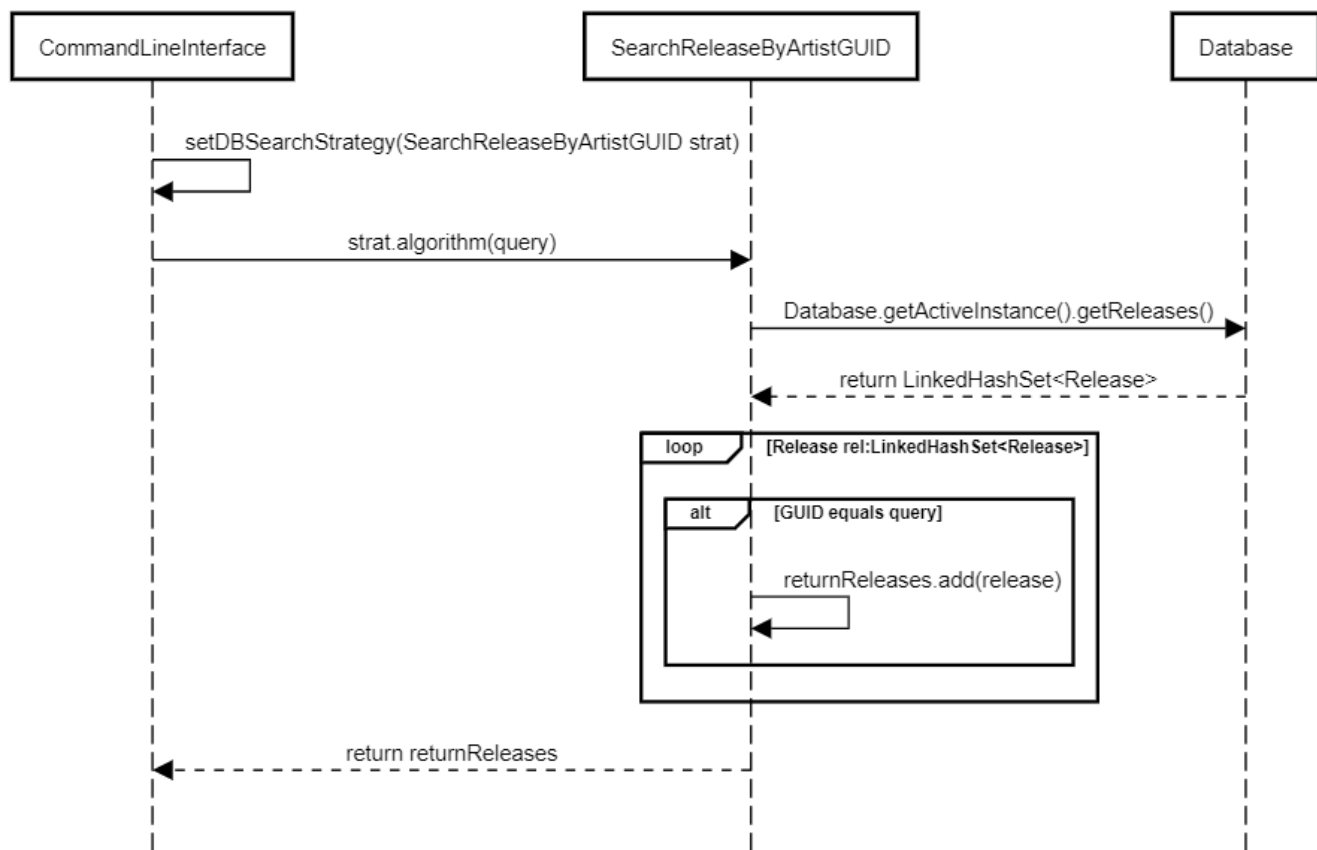 CommandLineInterface
SearchReleaseByArtistGUID
Database
setDBSearchStrategy(SearchReleaseByArtistGUID strat)
strat.algorithm(query)
Database.getActiveInstance().getReleases()
return LinkedHashSet<Release>
loop
[Release rel:LinkedHashSet<Release>]
alt
[GUID equals query]
returnReleases.add(release)
return returnReleases